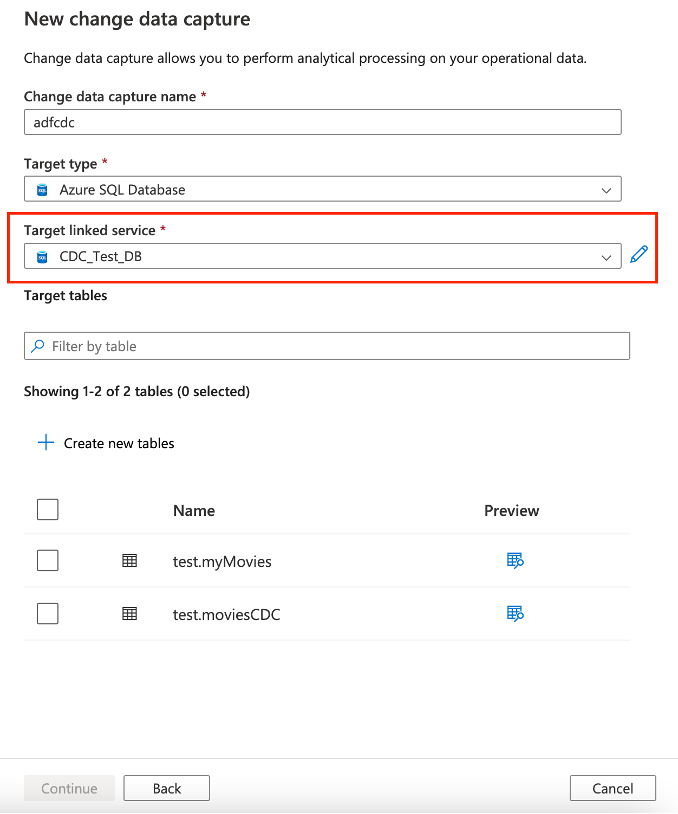 New change data capture
Change data capture allows you to perform analytical processing on your operational data.
Change data capture name *
adfcdc
Target type *
Azure SQL Database
Target linked service *
CDC_Test_DB
Target tables
Filter by table
Showing 1-2 of 2 tables (0 selected)
Create new tables
Name Preview
test.myMovies
test.moviesCDC
Continue Back Cancel